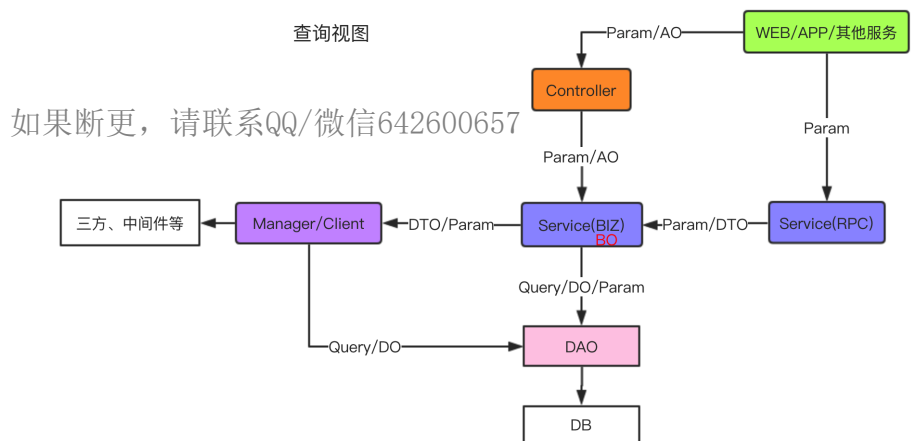 查询视图
Param/AO
WEB/APP/其他服务
Controller
如果断更，请联系QQ/微信642600657
Param
Param/AO
三方、中间件等
Manager/Client
DTO/Param
Service(BIZ)
BO
Param/DTO
Service(RPC)
Query/DO/Param
Query/DO
DAO
DB